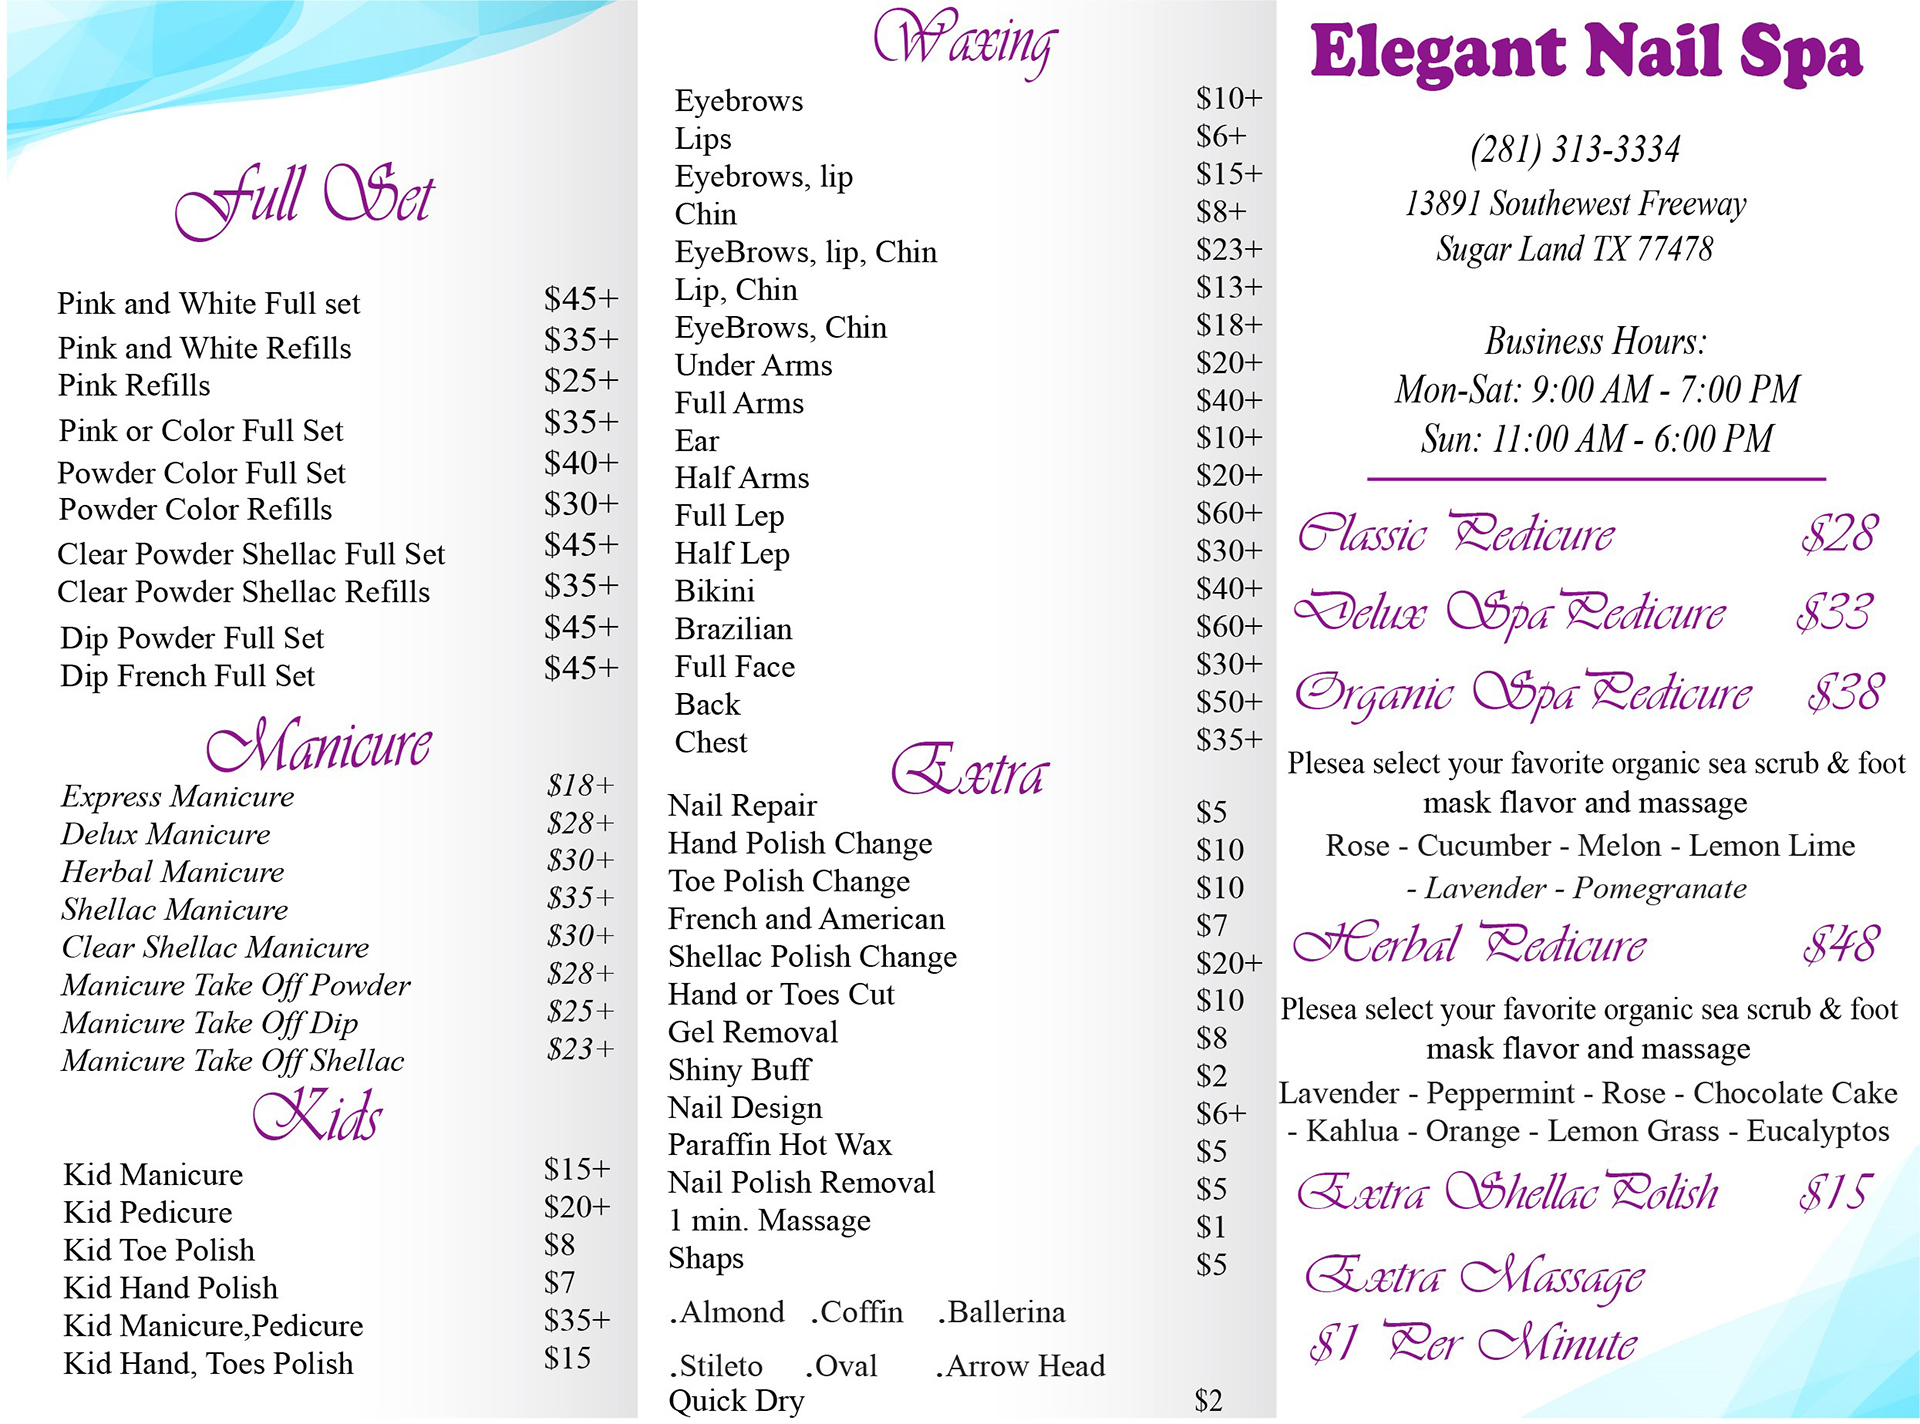 Full Set
Pink and White Full set $45+
Pink and White Refills $35+
Pink Refills $25+
Pink or Color Full Set $35+
Powder Color Full Set $40+
Powder Color Refills $30+
Clear Powder Shellac Full Set $45+
Clear Powder Shellac Refills $35+
Dip Powder Full Set $45+
Dip French Full Set $45+
Manicure
Express Manicure $18+
Delux Manicure $28+
Herbal Manicure $30+
Shellac Manicure $35+
Clear Shellac Manicure $30+
Manicure Take Off Powder $28+
Manicure Take Off Dip $25+
Manicure Take Off Shellac $23+
Kids
Kid Manicure $15+
Kid Pedicure $20+
Kid Toe Polish $8
Kid Hand Polish $7
Kid Manicure,Pedicure $35+
Kid Hand, Toes Polish $15
Waxing
Eyebrows $10+
Lips $6+
Eyebrows, lip $15+
Chin $8+
EyeBrows, lip, Chin $23+
Lip, Chin $13+
EyeBrows, Chin $18+
Under Arms $20+
Full Arms $40+
Ear $10+
Half Arms $20+
Full Lep $60+
Half Lep $30+
Bikini $40+
Brazilian $60+
Full Face $30+
Back $50+
Chest $35+
Extra
Nail Repair $5
Hand Polish Change $10
Toe Polish Change $10
French and American $7
Shellac Polish Change $20+
Hand or Toes Cut $10
Gel Removal $8
Shiny Buff $2
Nail Design $6+
Paraffin Hot Wax $5
Nail Polish Removal $5
1 min. Massage $1
Shaps $5
.Almond .Coffin .Ballerina
.Stileto .Oval .Arrow Head
Quick Dry $2
Elegant Nail Spa
(281) 313-3334
13891 Southewest Freeway
Sugar Land TX 77478
Business Hours:
Mon-Sat: 9:00 AM - 7:00 PM
Sun: 11:00 AM - 6:00 PM
Classic Pedicure $28
Delux Spa Pedicure $33
Organic Spa Pedicure $38
Plesea select your favorite organic sea scrub & foot
mask flavor and massage
Rose - Cucumber - Melon - Lemon Lime
- Lavender - Pomegranate
Herbal Pedicure $48
Plesea select your favorite organic sea scrub & foot
mask flavor and massage
Lavender - Peppermint - Rose - Chocolate Cake
- Kahlua - Orange - Lemon Grass - Eucalyptos
Extra Shellac Polish $15
Extra Massage
$1 Per Minute